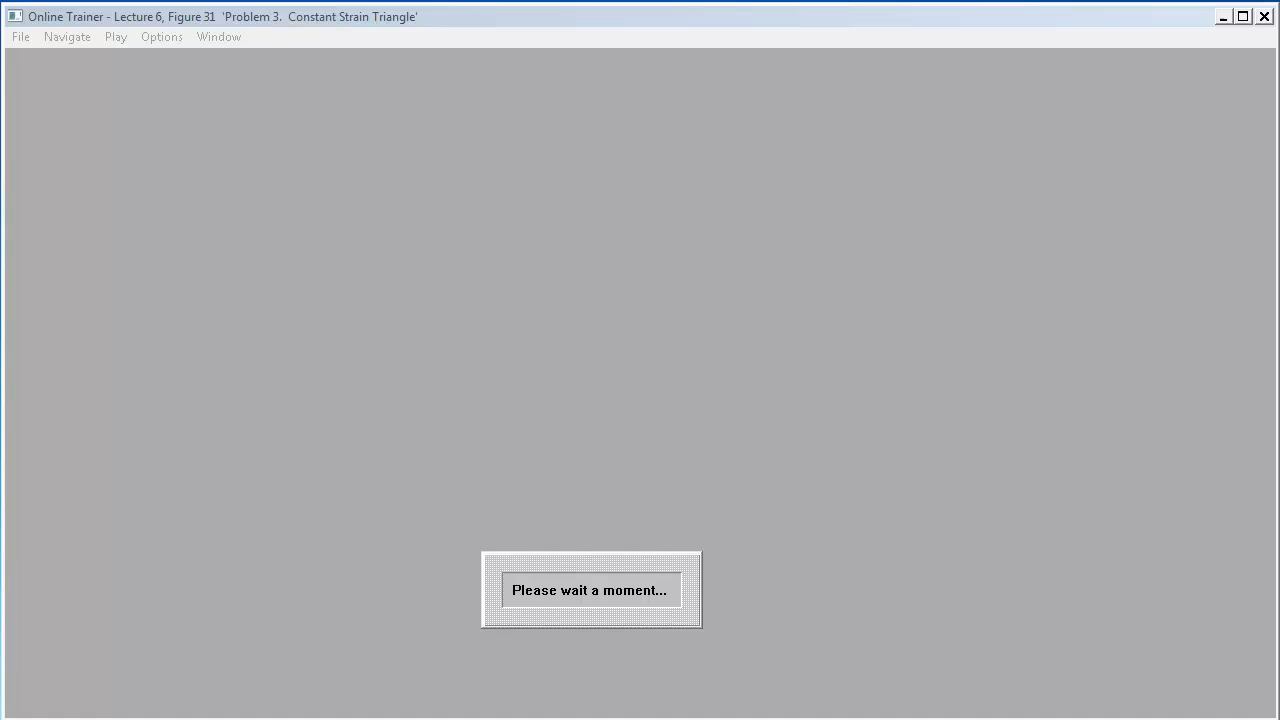 Online Trainer - Lecture 6, Figure 31 'Problem 3. Constant Strain Triangle'
File Navigate Play Options Window
Please wait a moment...